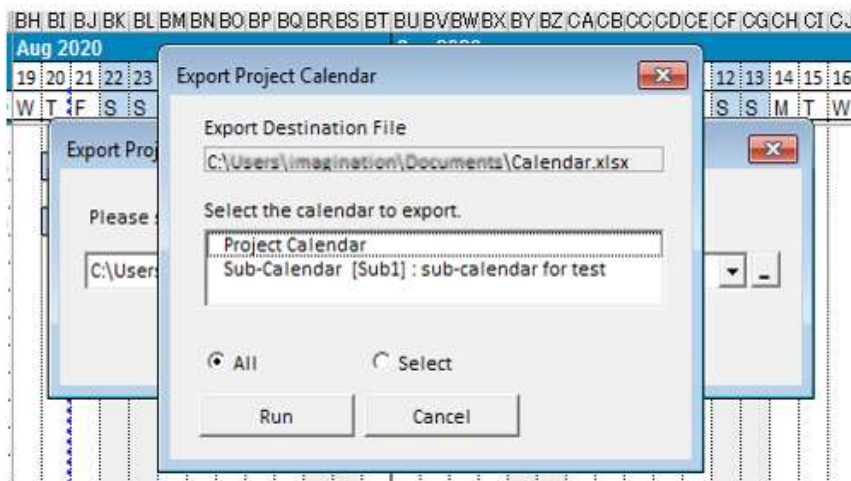 BH BI BJ BK BL BM BN BO BP BQ BR BS BT BU BV BW BX BY BZ CA CB CC CD CE CF CG CH CI CJ
Aug 2020
19 20 21 22 23
12 13 14 15 16
W T F S S
S S M T W
Export Project Calendar
Export Destination File
C:\Users\imagination\Documents\Calendar.xlsx
Select the calendar to export.
Project Calendar
Sub-Calendar [Sub1] : sub-calendar for test
All
Select
Run
Cancel
Export Proj
Please
C:\User